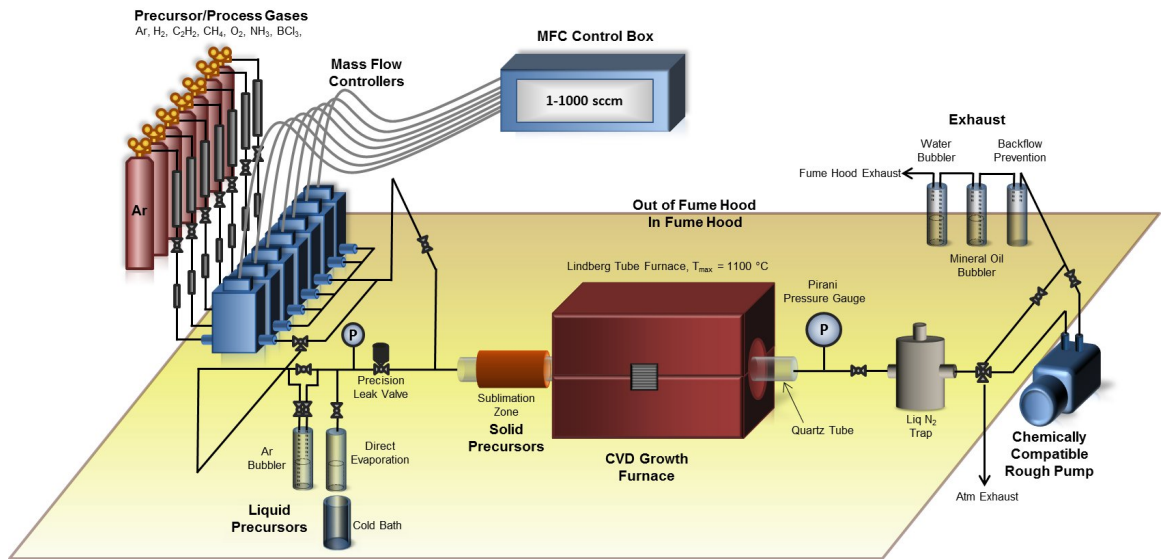 Precursor/Process Gases
Ar, H₂, C₂H₂, CH₄, O₂, NH₃, BCl₃,
MFC Control Box
Mass Flow
Controllers
1-1000 sccm
Exhaust
Water
Bubbler
Backflow
Prevention
Fume Hood Exhaust
Ar
Out of Fume Hood
In Fume Hood
Mineral Oil
Bubbler
Lindberg Tube Furnace, Tmax = 1100 °C
Pirani
Pressure Gauge
P
P
Precision
Leak Valve
Sublimation
Zone
Solid
Precursors
Quartz Tube
Liq N₂
Trap
Chemically
Compatible
Rough Pump
Ar
Bubbler
Direct
Evaporation
CVD Growth
Furnace
Atm Exhaust
Liquid
Precursors
Cold Bath